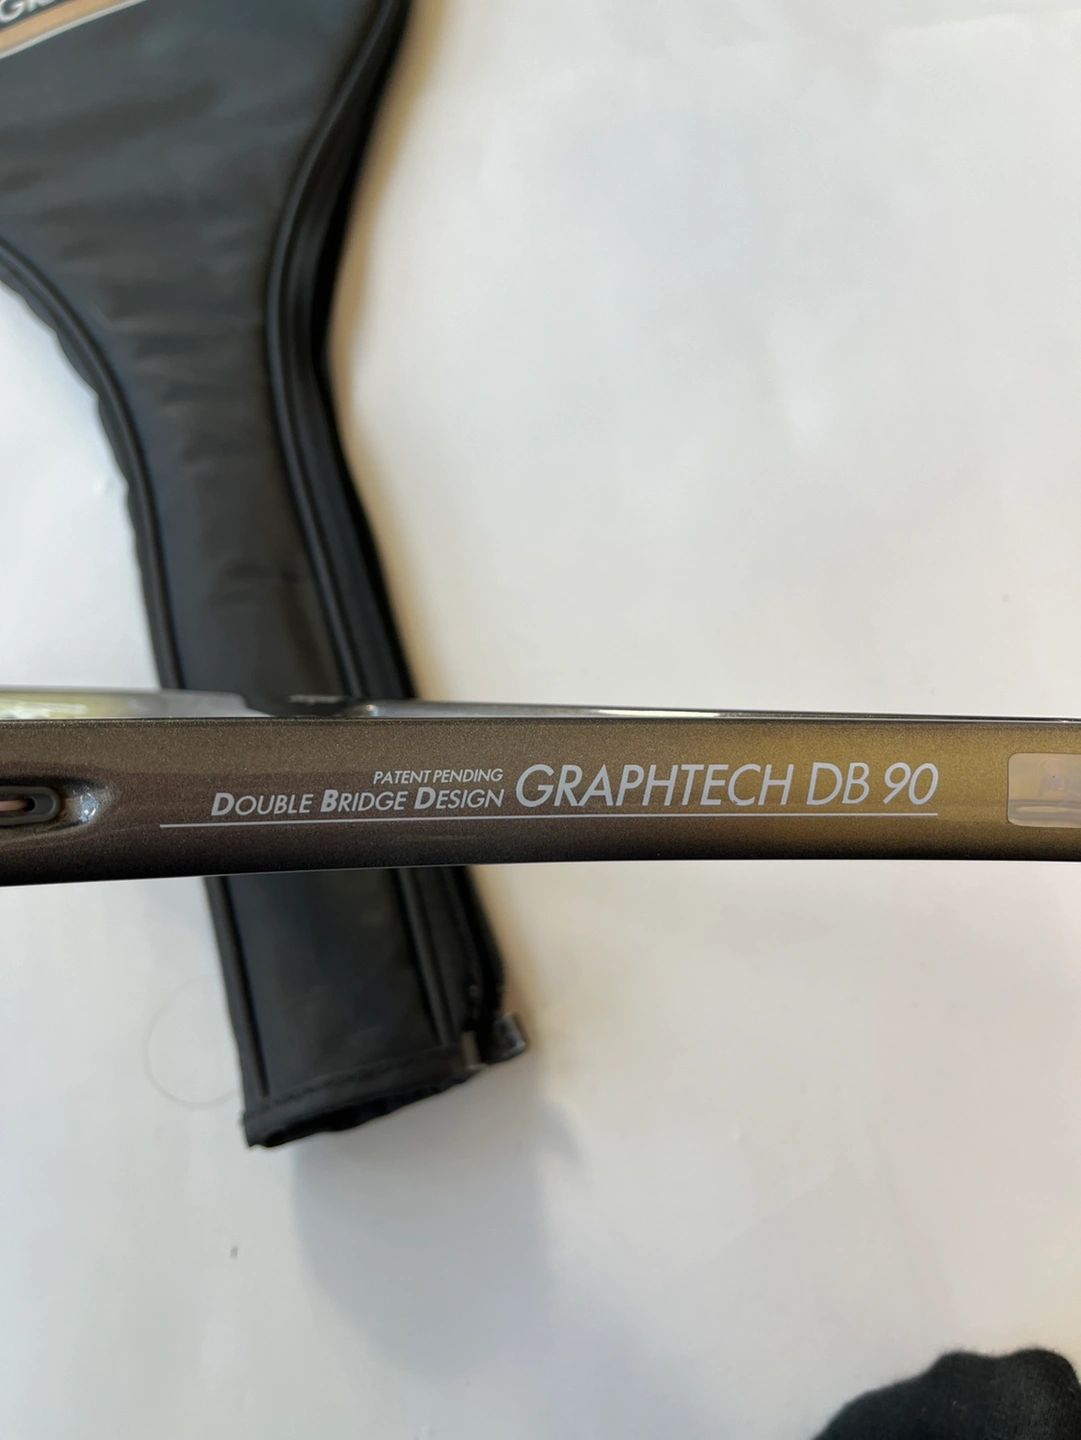 PATENT PENDING
DOUBLE BRIDGE DESIGN GRAPHTECH DB 90